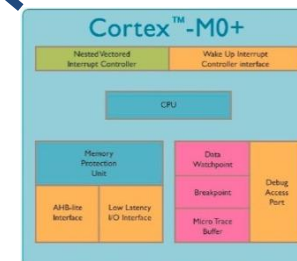 Cortex™-M0+
Nested Vectored
Interrupt Controller
Wake Up Interrupt
Controller interface
CPU
Memory
Protection
Unit
AHB-lite
Interface
Low Latency
I/O Interface
Data
Watchpoint
Breakpoint
Micro Trace
Buffer
Debug
Access
Port